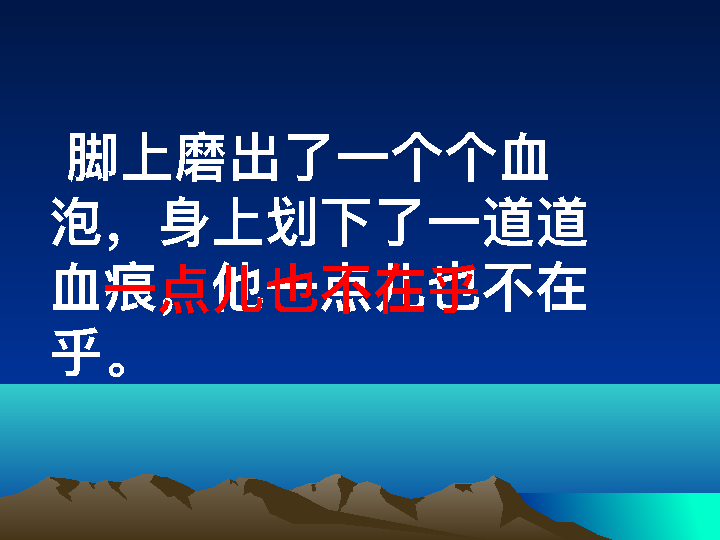 脚上磨出了一个个血
泡，身上划下了一道道
血痕，他一点儿也不在
乎。
一点儿也不在乎